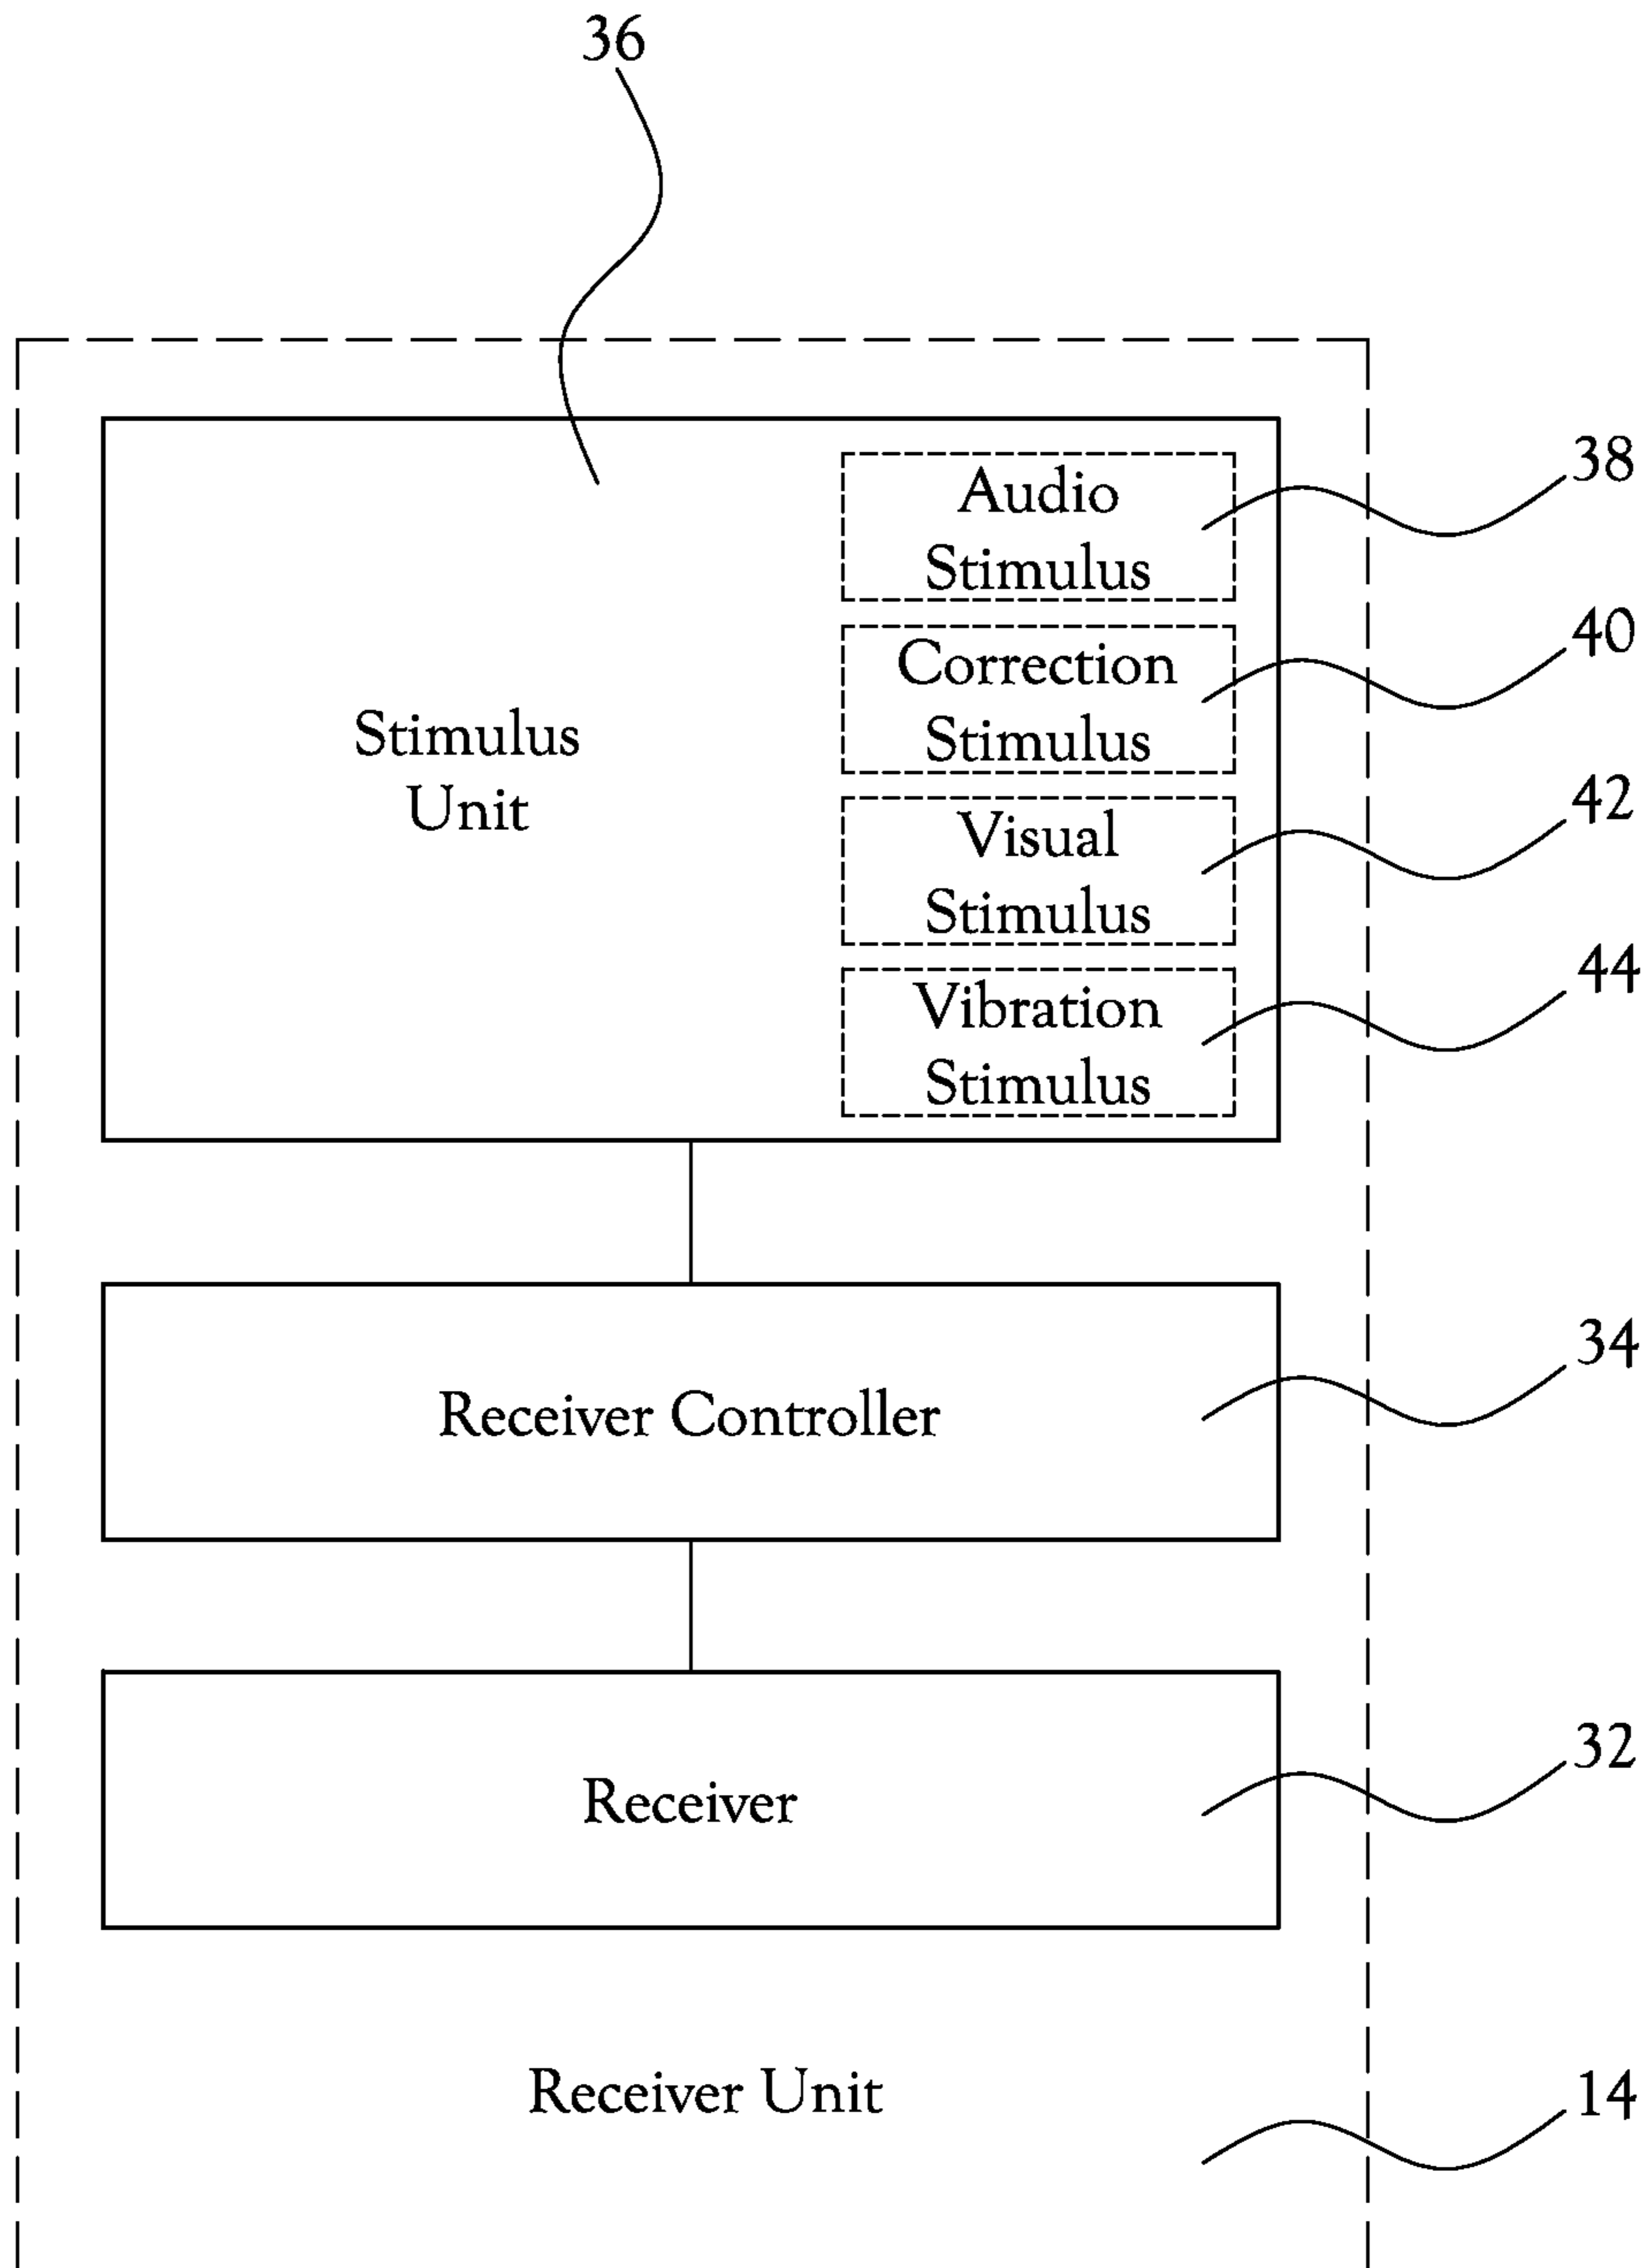 36
Audio
Stimulus
38
Correction
Stimulus
40
Stimulus
Unit
Visual
Stimulus
42
Vibration
Stimulus
44
Receiver Controller
34
Receiver
32
Receiver Unit
14